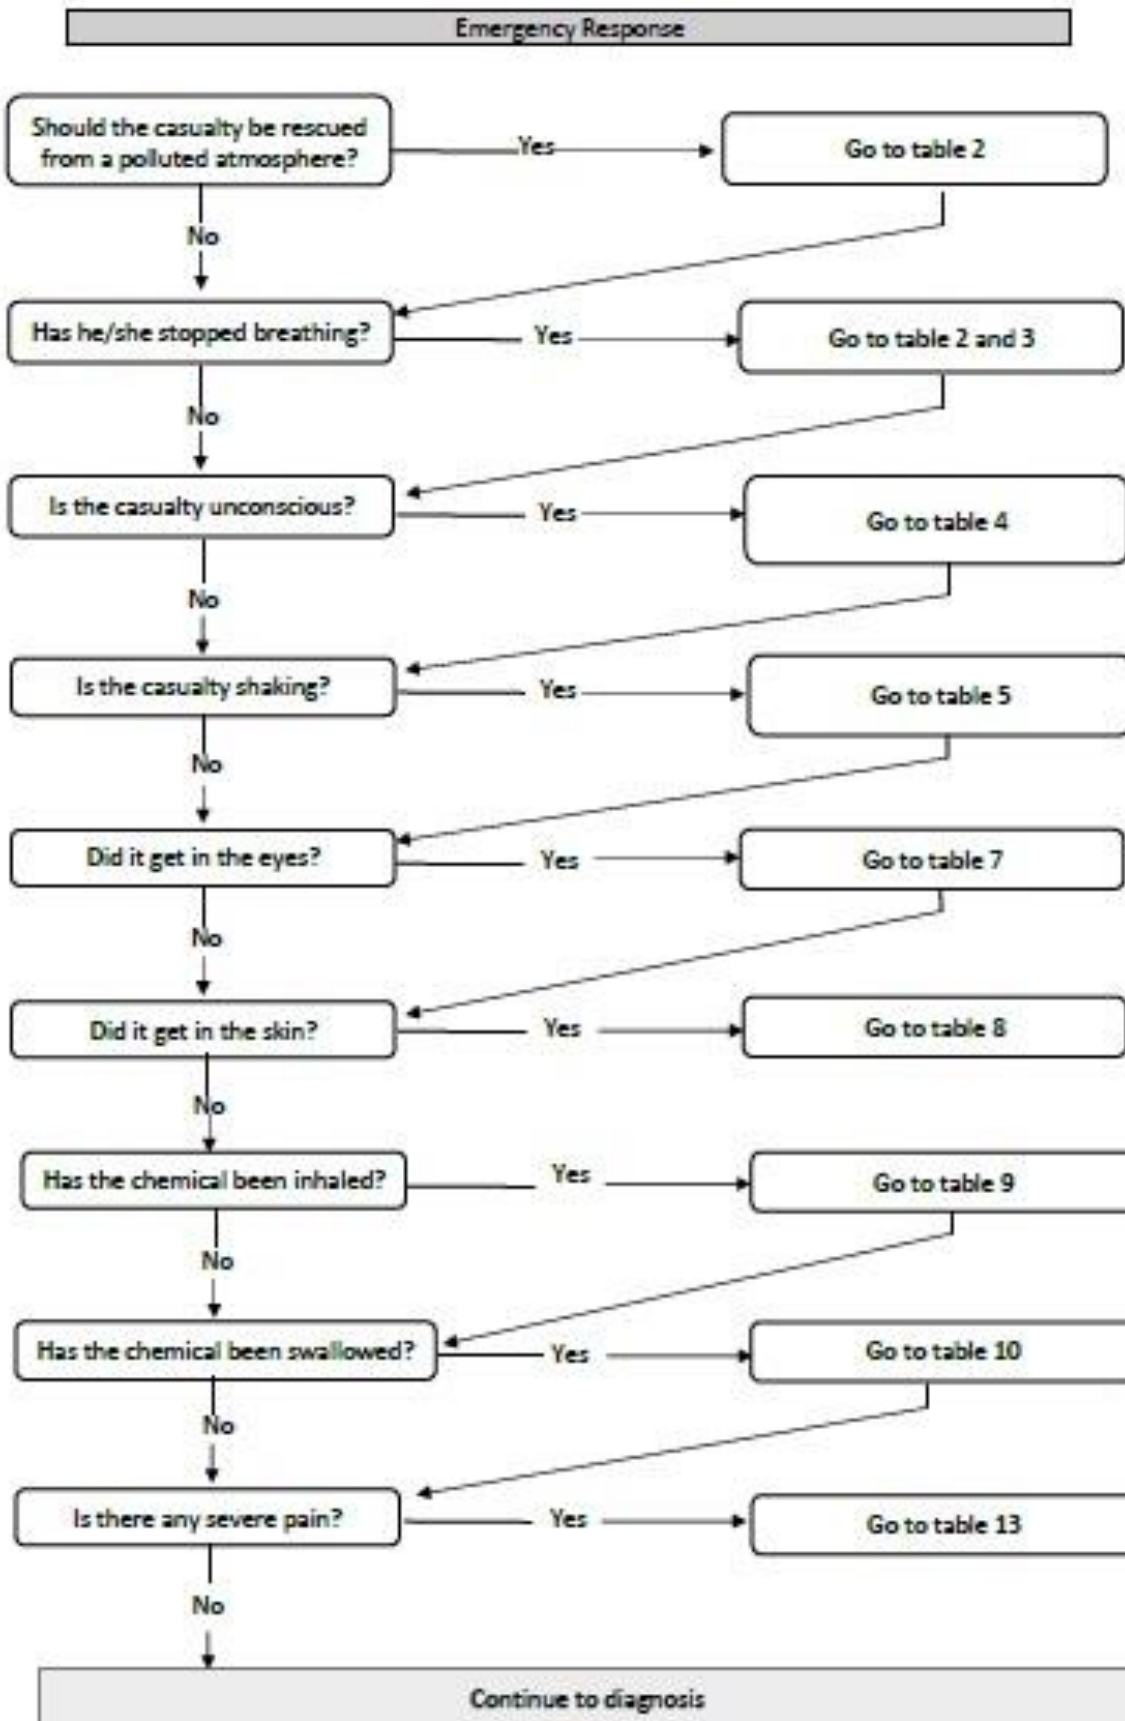 Emergency Response
Should the casualty be rescued
from a polluted atmosphere?
Yes
Go to table 2
No
Has he/she stopped breathing?
Yes
Go to table 2 and 3
No
Is the casualty unconscious?
Yes
Go to table 4
No
Is the casualty shaking?
Yes
Go to table 5
No
Did it get in the eyes?
Yes
Go to table 7
No
Did it get in the skin?
Yes
Go to table 8
No
Has the chemical been inhaled?
Yes
Go to table 9
No
Has the chemical been swallowed?
Yes
Go to table 10
No
Is there any severe pain?
Yes
Go to table 13
No
Continue to diagnosis